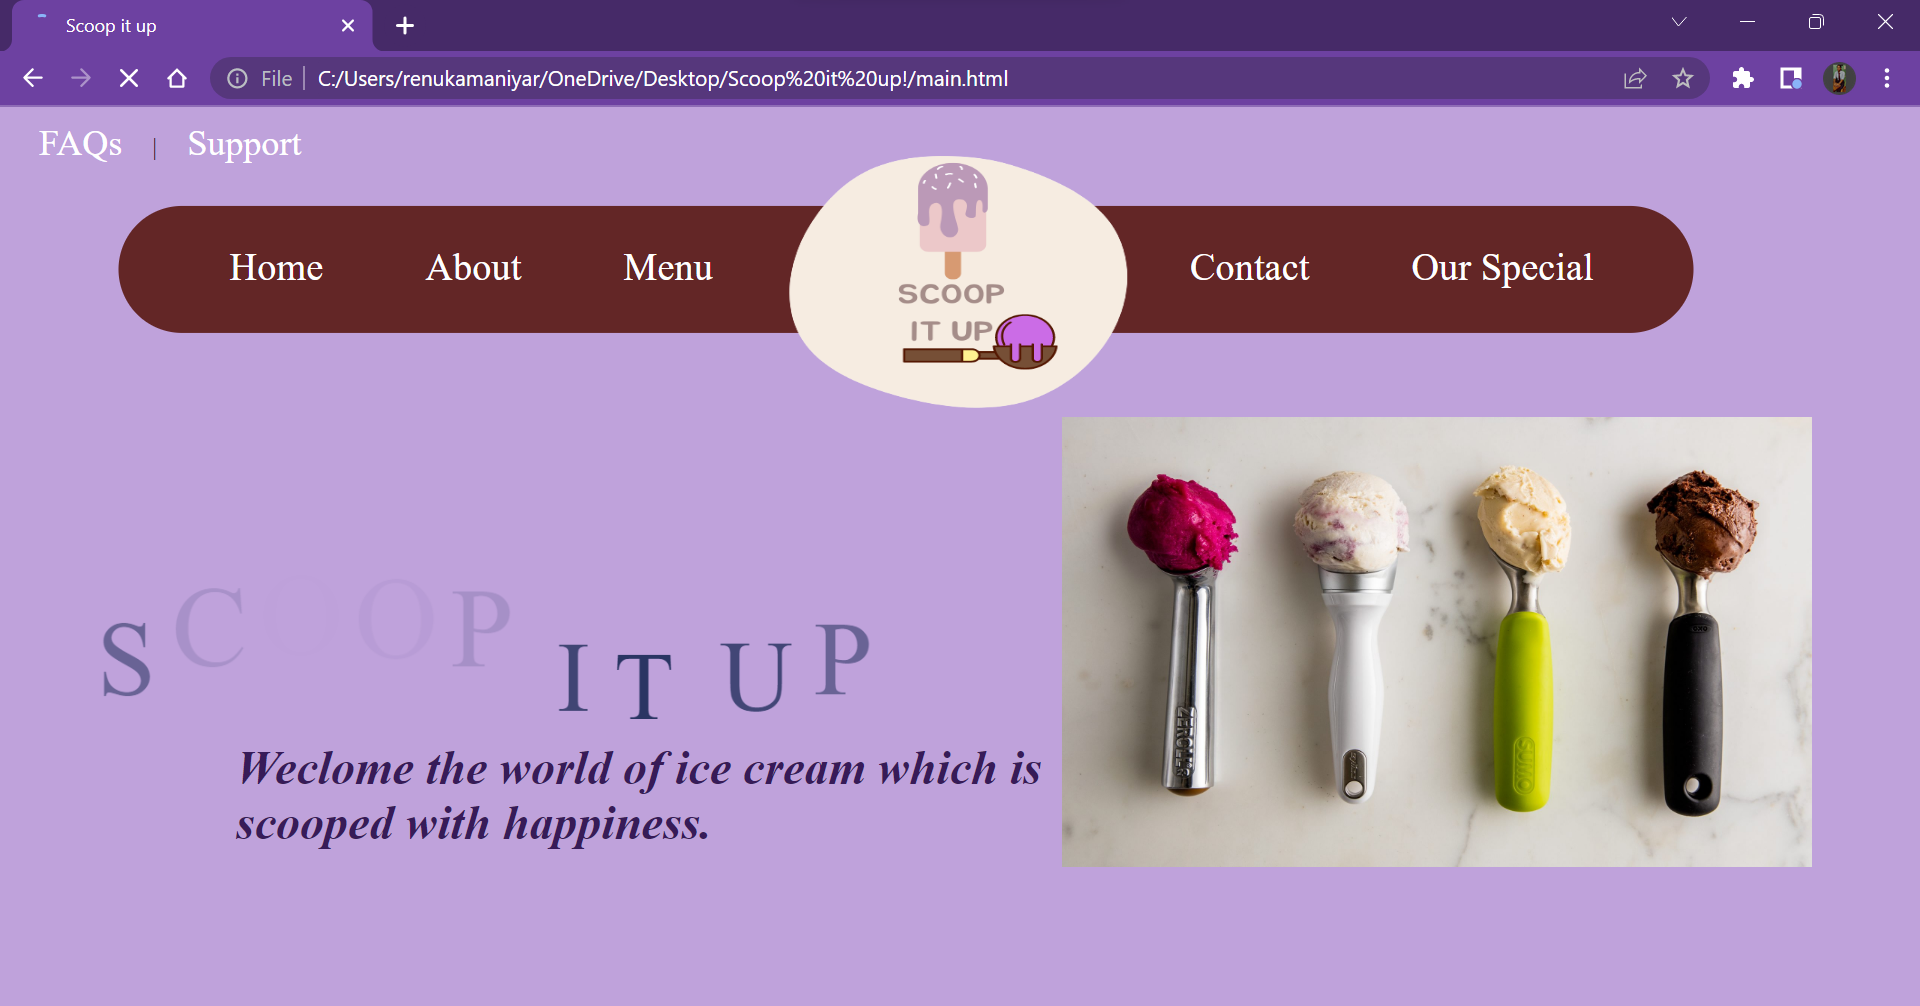 Scoop it up
File C:/Users/renukamaniyar/OneDrive/Desktop/Scoop%20it%20up!/main.html
FAQs | Support
Home About Menu
SCOOP
IT UP
Contact Our Special
SCOOP IT UP
Weclome the world of ice cream which is
scooped with happiness.
ZEROLL
SUMO
OXO